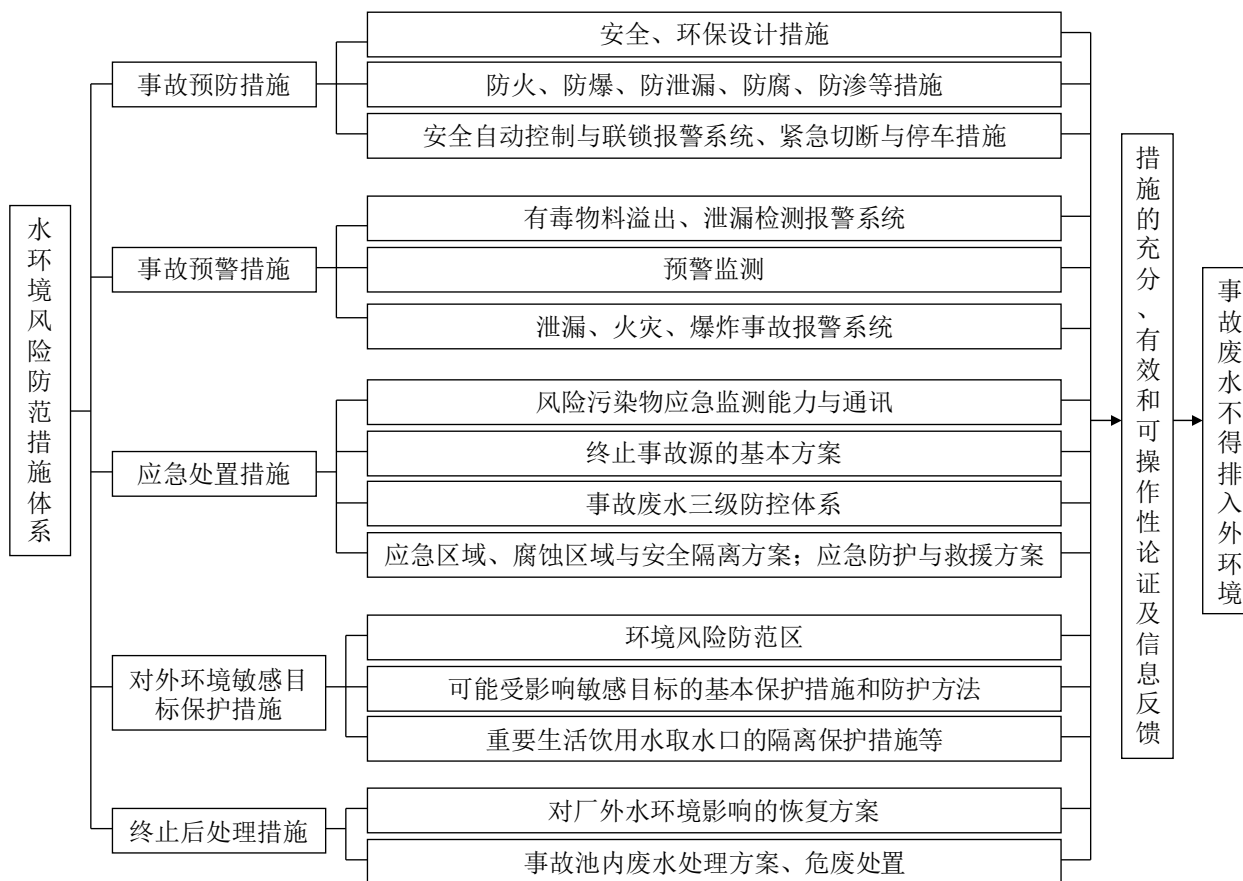 水环境风险防范措施体系
事故预防措施
安全、环保设计措施
防火、防爆、防泄漏、防腐、防渗等措施
安全自动控制与联锁报警系统、紧急切断与停车措施
事故预警措施
有毒物料溢出、泄漏检测报警系统
预警监测
泄漏、火灾、爆炸事故报警系统
应急处置措施
风险污染物应急监测能力与通讯
终止事故源的基本方案
事故废水三级防控体系
应急区域、腐蚀区域与安全隔离方案；应急防护与救援方案
对外环境敏感目
标保护措施
环境风险防范区
可能受影响敏感目标的基本保护措施和防护方法
重要生活饮用水取水口的隔离保护措施等
终止后处理措施
对厂外水环境影响的恢复方案
事故池内废水处理方案、危废处置
措施的充分、有效和可操作性论证及信息反馈
事故废水不得排入外环境